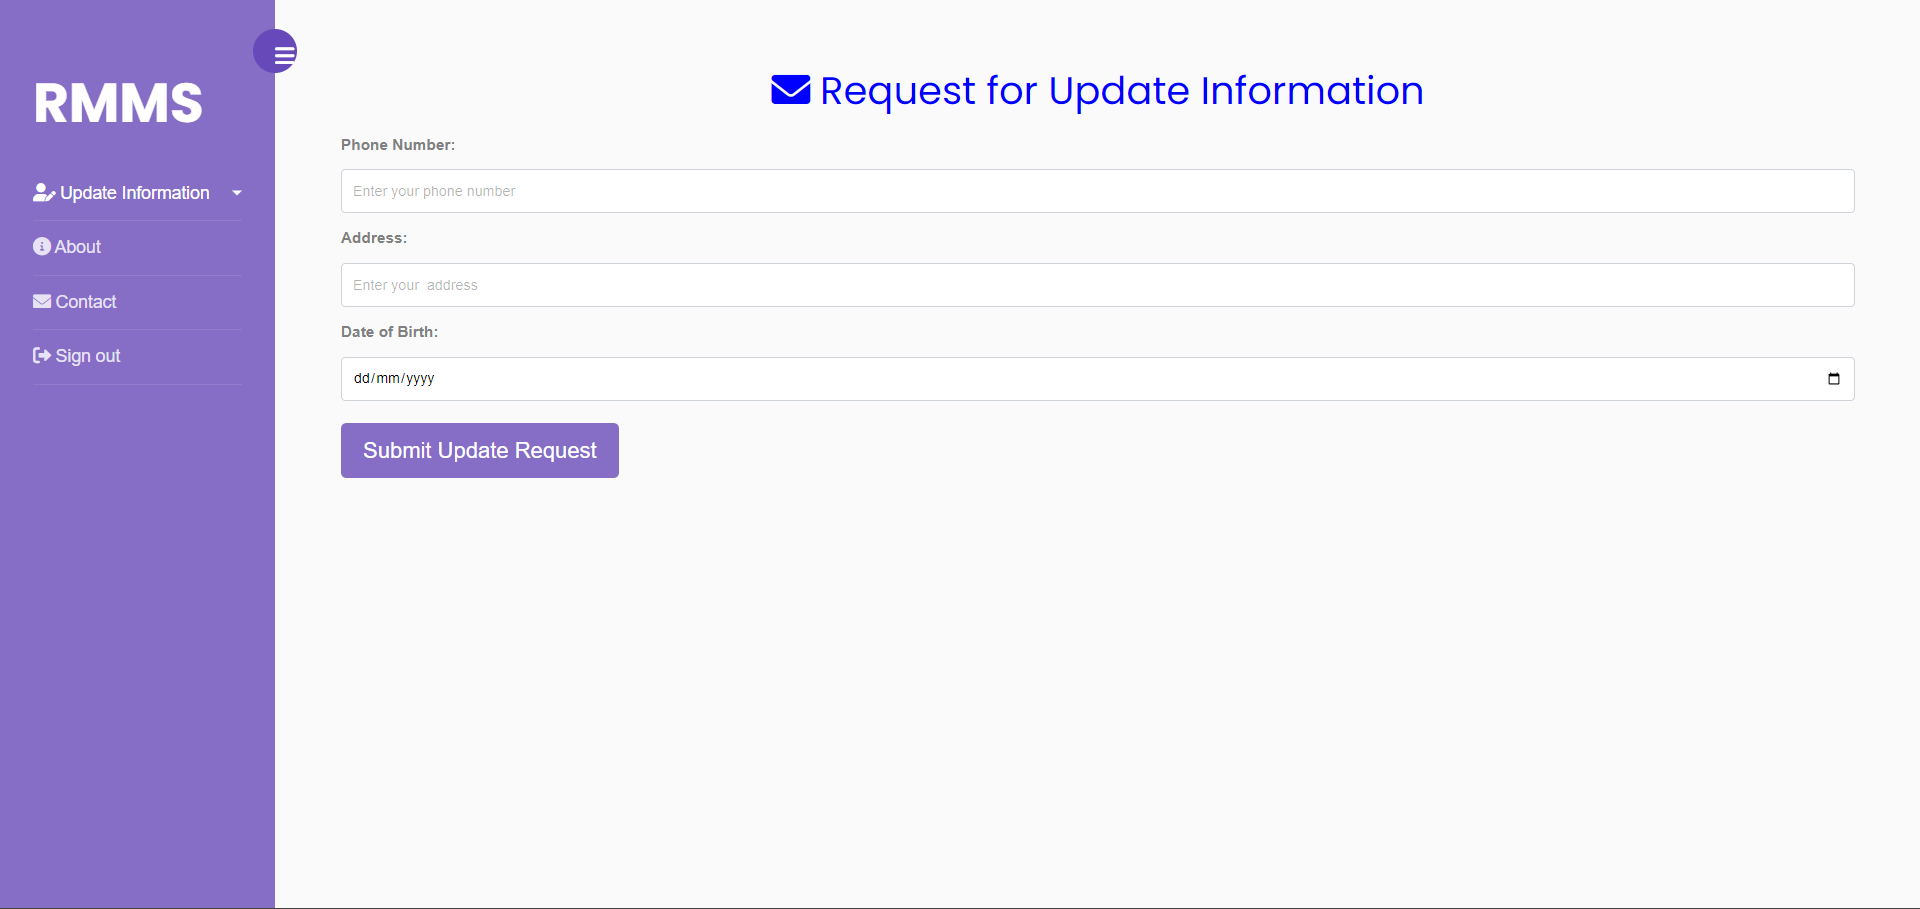 RMMS
Update Information
About
Contact
Sign out
Request for Update Information
Phone Number:
Enter your phone number
Address:
Enter your  address
Date of Birth:
dd/mm/yyyy
Submit Update Request